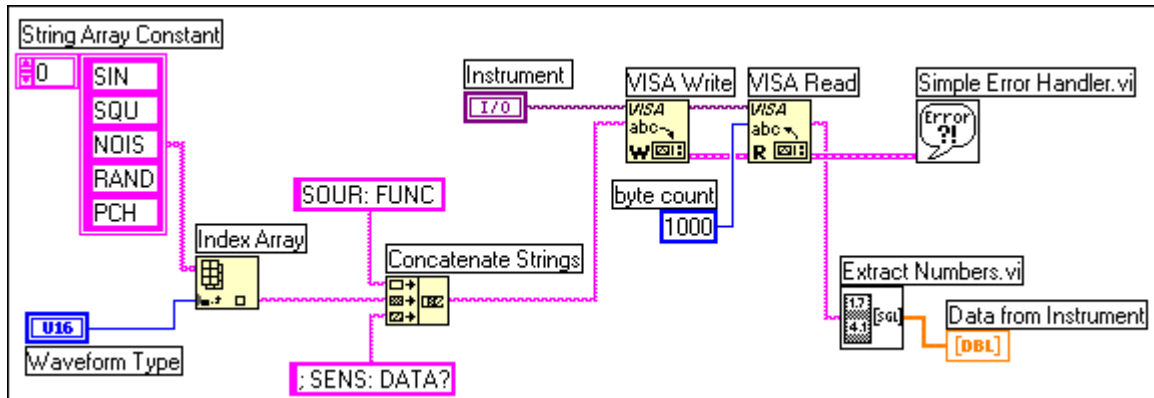 String Array Constant
0
SIN
SQU
NOIS
RAND
PCH
Instrument
I/O
VISA Write
VISA
abc
W
VISA Read
VISA
abc
R
Simple Error Handler.vi
Error
?!
byte count
1000
SOUR: FUNC
Index Array
Concatenate Strings
U16
Waveform Type
; SENS: DATA?
Extract Numbers.vi
1.7
4.1
[SGL]
Data from Instrument
[DBL]